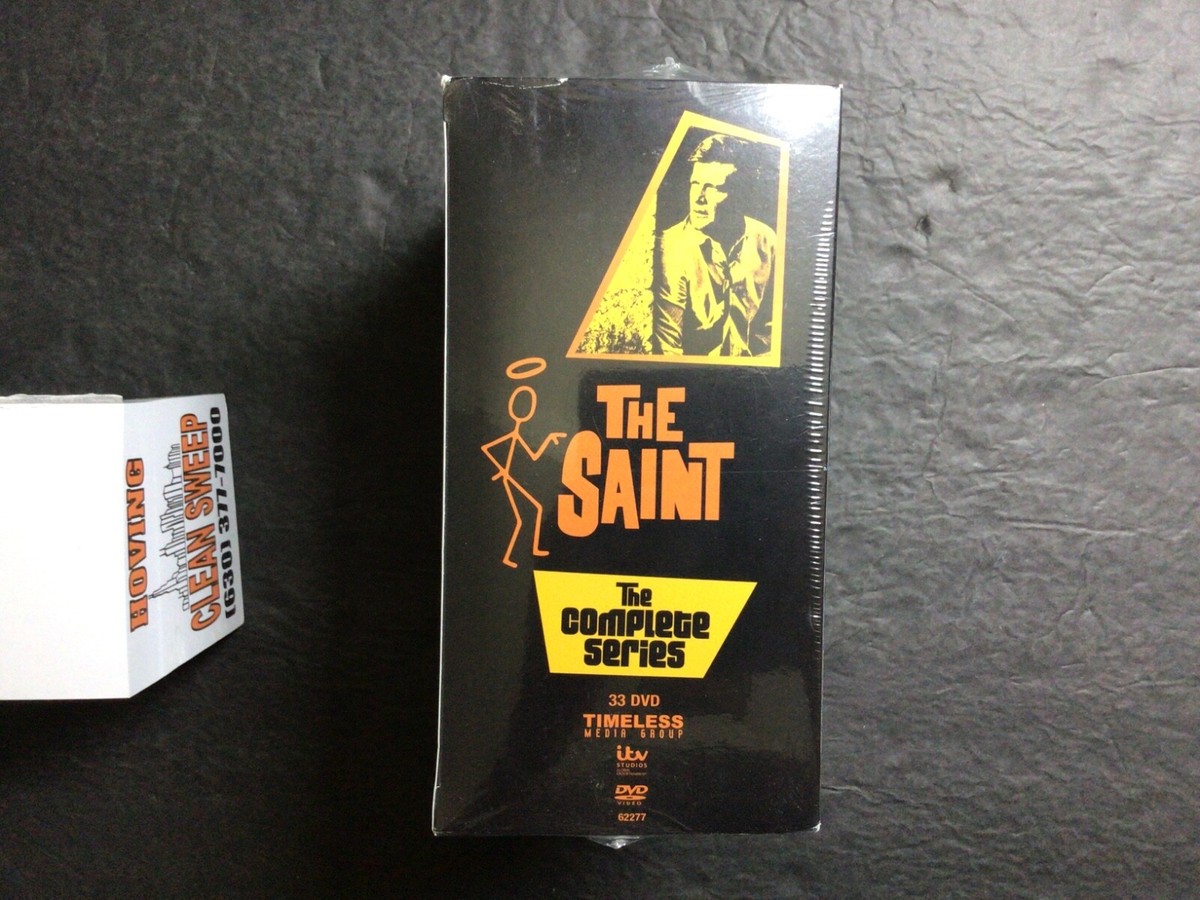 HOVING
CLEAN SWEEP
(630) 377-7000
THE
SAINT
The
complete
series
33 DVD
TIMELESS
MEDIA GROUP
itv
STUDIOS
DVD
VIDEO
62277